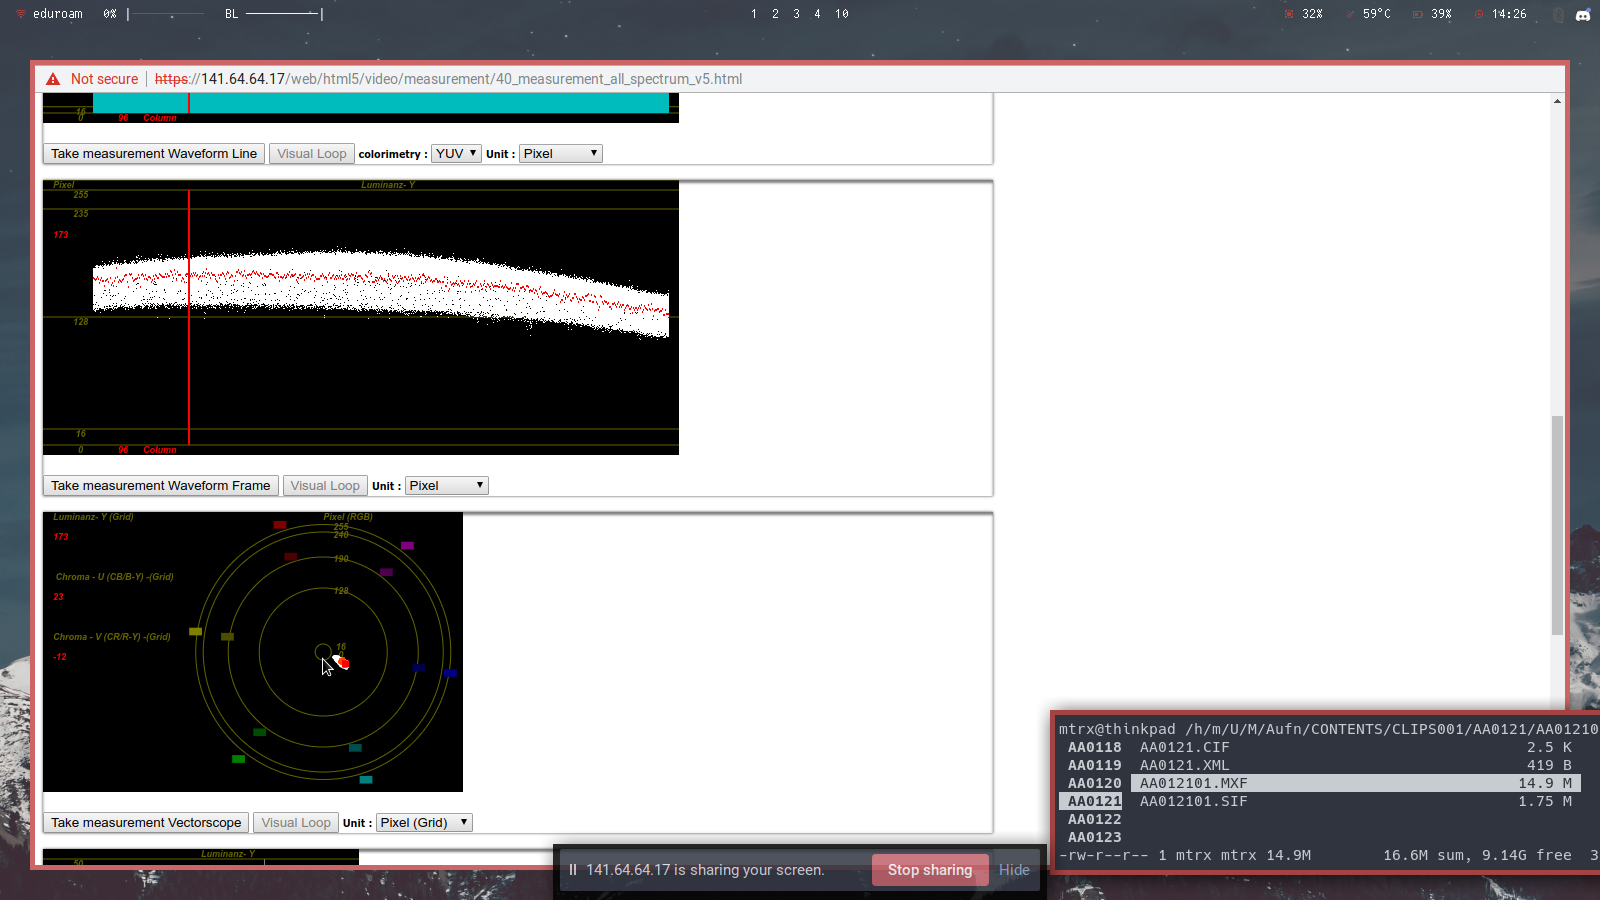 eduroam 0% BL 1 2 3 4 10 32% 59°C 39% 14:26
Not secure https://141.64.64.17/web/html5/video/measurement/40_measurement_all_spectrum_v5.html
16
0 96 Column
Take measurement Waveform Line Visual Loop colorimetry : YUV Unit : Pixel
Pixel Luminanz- Y
255
235
173
128
16
0 96 Column
Take measurement Waveform Frame Visual Loop Unit : Pixel
Luminanz- Y (Grid) Pixel (RGB)
255
240
173
190
Chroma - U (CB/B-Y) -(Grid)
128
23
Chroma - V (CR/R-Y) -(Grid)
16
0
-12
Take measurement Vectorscope Visual Loop Unit : Pixel (Grid)
Luminanz- Y
50
141.64.64.17 is sharing your screen. Stop sharing Hide
mtrx@thinkpad /h/m/U/M/Aufn/CONTENTS/CLIPS001/AA0121/AA01210
AA0118 AA0121.CIF 2.5 K
AA0119 AA0121.XML 419 B
AA0120 AA012101.MXF 14.9 M
AA0121 AA012101.SIF 1.75 M
AA0122
AA0123
-rw-r--r-- 1 mtrx mtrx 14.9M 16.6M sum, 9.14G free 3